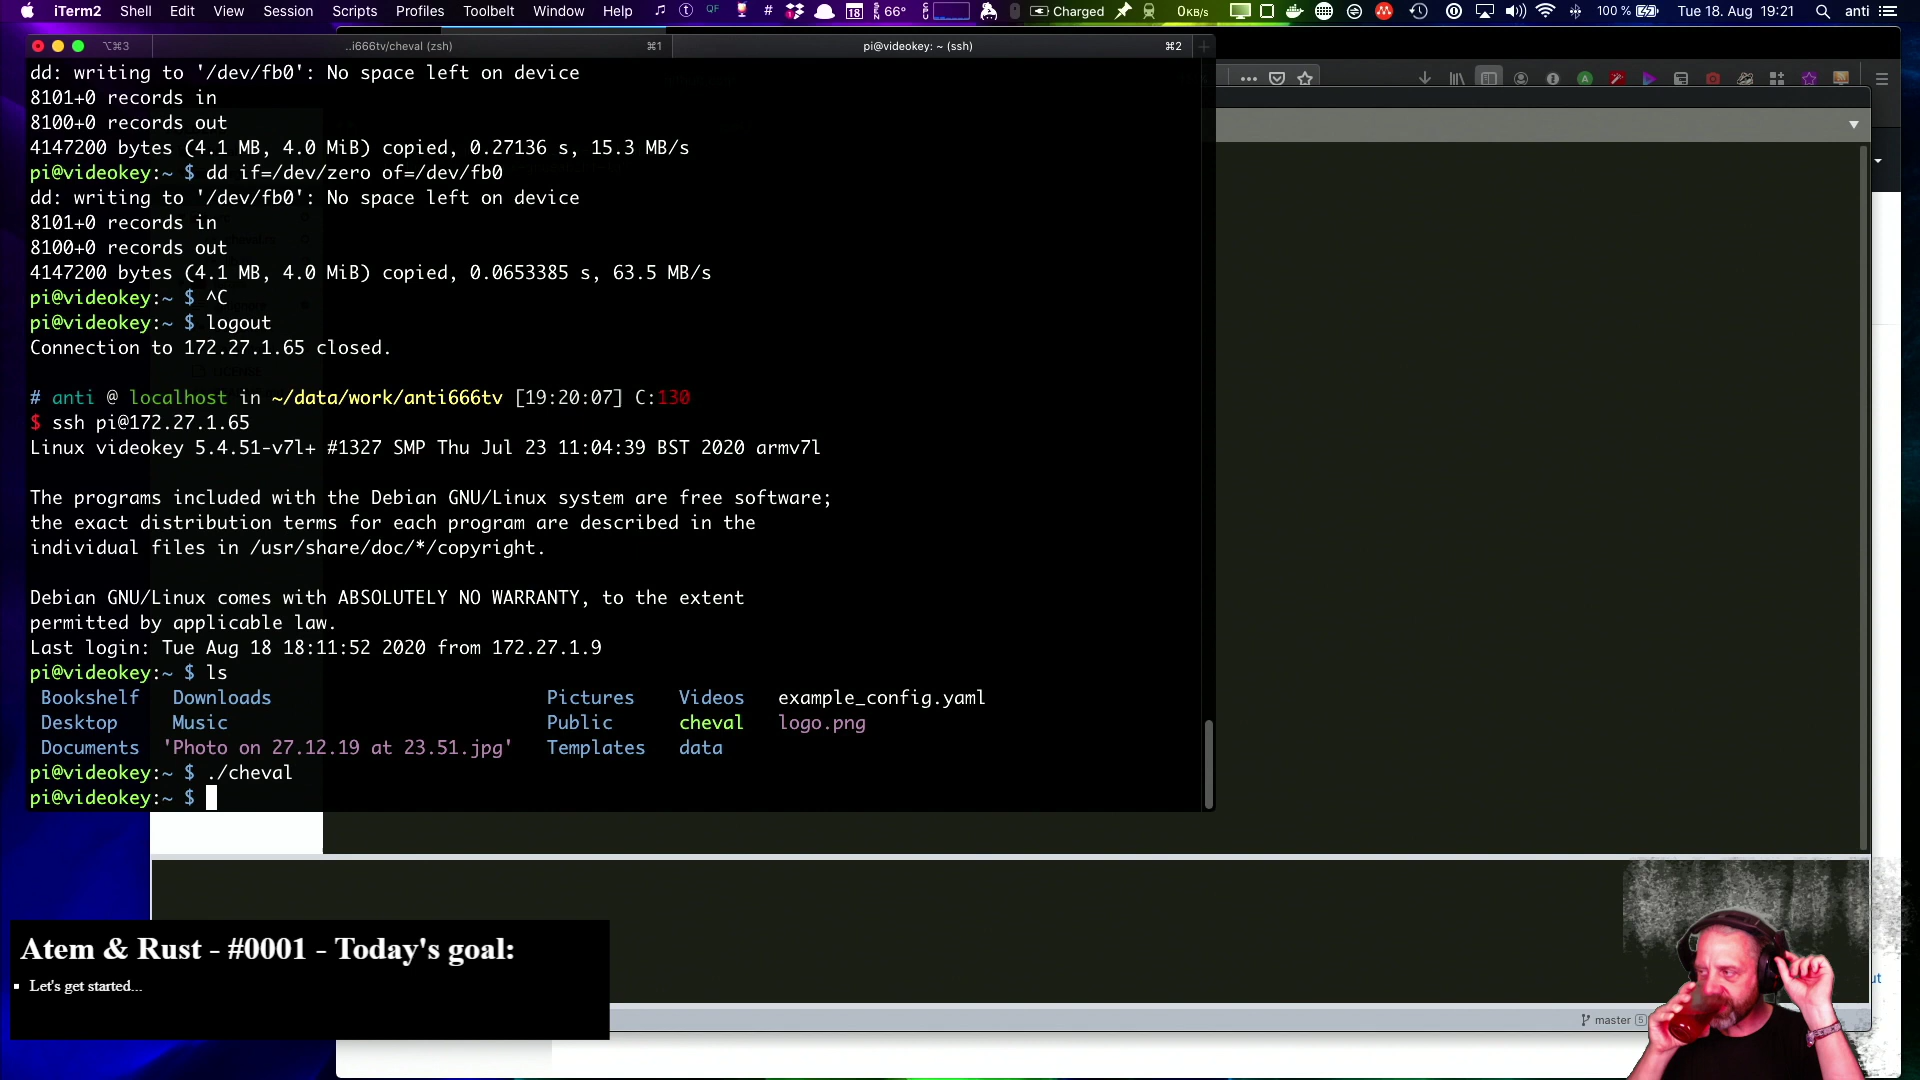 iTerm2 Shell Edit View Session Scripts Profiles Toolbelt Window Help QF # 18 66° Charged 0KB/s 100 % Tue 18. Aug 19:21 anti
⌥⌘3 ..i666tv/cheval (zsh) ⌘1 pi@videokey: ~ (ssh) ⌘2
dd: writing to '/dev/fb0': No space left on device
8101+0 records in
8100+0 records out
4147200 bytes (4.1 MB, 4.0 MiB) copied, 0.27136 s, 15.3 MB/s
pi@videokey:~ $ dd if=/dev/zero of=/dev/fb0
dd: writing to '/dev/fb0': No space left on device
8101+0 records in
8100+0 records out
4147200 bytes (4.1 MB, 4.0 MiB) copied, 0.0653385 s, 63.5 MB/s
pi@videokey:~ $ ^C
pi@videokey:~ $ logout
Connection to 172.27.1.65 closed.
LICENSE
# anti @ localhost in ~/data/work/anti666tv [19:20:07] C:130
$ ssh pi@172.27.1.65
Linux videokey 5.4.51-v7l+ #1327 SMP Thu Jul 23 11:04:39 BST 2020 armv7l
The programs included with the Debian GNU/Linux system are free software;
the exact distribution terms for each program are described in the
individual files in /usr/share/doc/*/copyright.
Debian GNU/Linux comes with ABSOLUTELY NO WARRANTY, to the extent
permitted by applicable law.
Last login: Tue Aug 18 18:11:52 2020 from 172.27.1.9
pi@videokey:~ $ ls
Bookshelf Downloads Pictures Videos example_config.yaml
Desktop Music Public cheval logo.png
Documents 'Photo on 27.12.19 at 23.51.jpg' Templates data
pi@videokey:~ $ ./cheval
pi@videokey:~ $
Atem & Rust - #0001 - Today's goal:
▪ Let's get started...
master 5